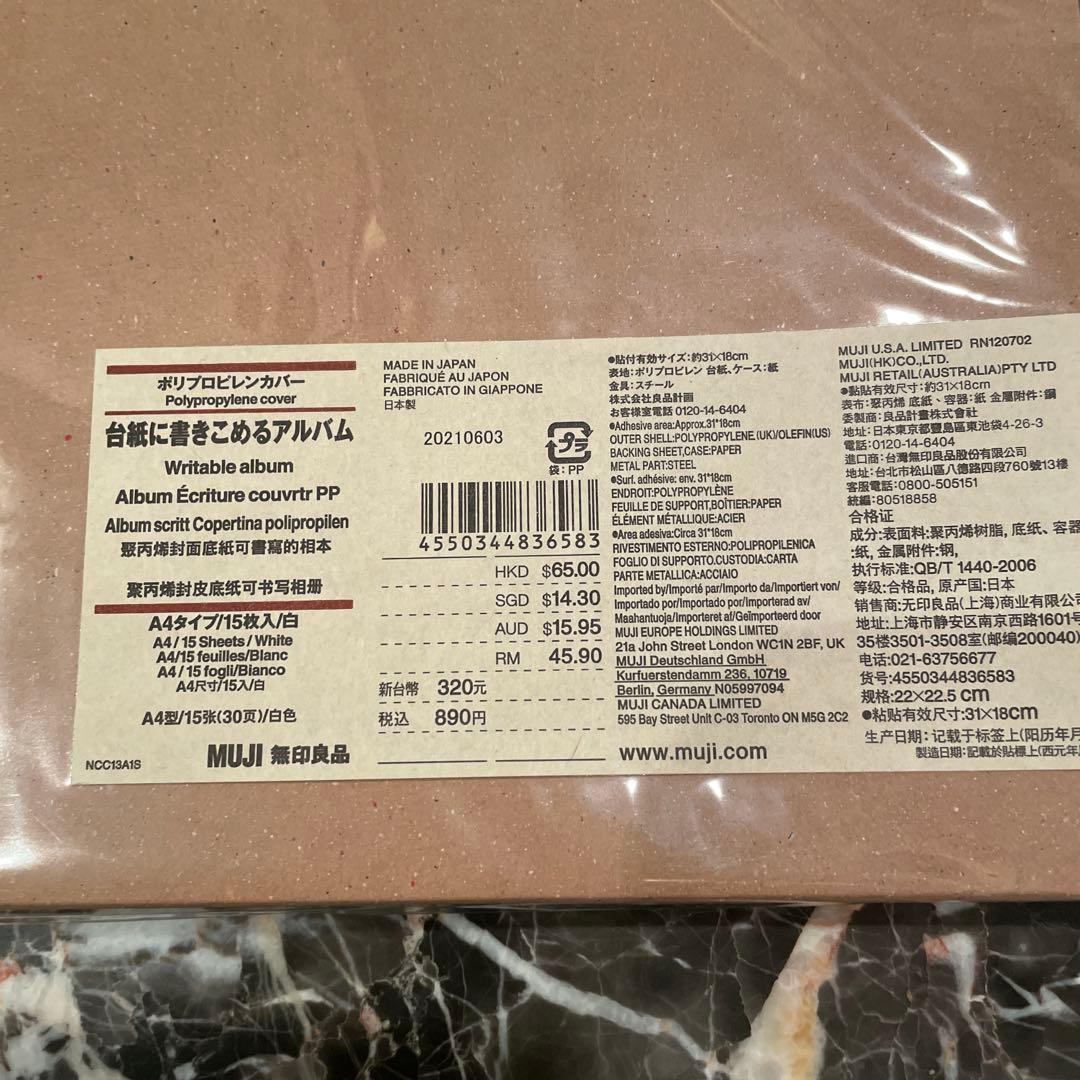 ポリプロピレンカバー
Polypropylene cover
台紙に書きこめるアルバム
Writable album
Album Écriture couvrtr PP
Album scritt Copertina polipropilen
聚丙烯封面底紙可書寫的相本
聚丙烯封皮底纸可书写相册
A4タイプ/15枚入/白
A4/15 Sheets/White
A4/15 feuilles/Blanc
A4/15 fogli/Bianco
A4尺寸/15入/白
A4型/15张(30页)/白色
MUJI 無印良品
NCC13A1S
MADE IN JAPAN
FABRIQUÉ AU JAPON
FABBRICATO IN GIAPPONE
日本製
20210603
プラ
袋:PP
4550344836583
HKD $65.00
SGD $14.30
AUD $15.95
RM 45.90
新台幣 320元
税込 890円
●貼付有効サイズ:約31×18cm
表地:ポリプロピレン 台紙、ケース:紙
金具:スチール
株式会社良品計画
お客様室電話 0120-14-6404
●Adhesive area:Approx.31*18cm
OUTER SHELL:POLYPROPYLENE.(UK)/OLEFIN(US)
BACKING SHEET,CASE:PAPER
METAL PART:STEEL
●Surf. adhésive: env. 31*18cm
ENDROIT:POLYPROPYLÈNE
FEUILLE DE SUPPORT,BOÎTIER:PAPIER
ÉLÉMENT MÉTALLIQUE:ACIER
●Area adesiva:Circa 31*18cm
RIVESTIMENTO ESTERNO:POLIPROPILENICA
FOGLIO DI SUPPORTO.CUSTODIA:CARTA
PARTE METALLICA:ACCIAIO
Imported by/Importé par/Importo da/Importiert von/
Importado por/Importado por/Importerad av/
Maahantuoja/Importeret af/Geïmporteerd door
MUJI EUROPE HOLDINGS LIMITED
21a John Street London WC1N 2BF, UK
MUJI Deutschland GmbH
Kurfuerstendamm 236, 10719
Berlin, Germany N05997094
MUJI CANADA LIMITED
595 Bay Street Unit C-03 Toronto ON M5G 2C2
www.muji.com
MUJI U.S.A. LIMITED RN120702
MUJI(HK)CO.,LTD.
MUJI RETAIL(AUSTRALIA)PTY LTD
●黏貼有效尺寸:約31×18cm
表布:聚丙烯 底紙、容器:紙 金屬附件:鋼
委製商:良品計畫株式會社
地址:日本東京都豐島區東池袋4-26-3
電話:0120-14-6404
進口商:台灣無印良品股份有限公司
地址:台北市松山區八德路四段760號13樓
客服電話:0800-505151
統編:80518858
合格证
成分:表面料:聚丙烯树脂, 底纸、容器
:纸, 金属附件:钢,
执行标准:QB/T 1440-2006
等级:合格品, 原产国:日本
销售商:无印良品(上海)商业有限公
地址:上海市静安区南京西路1601号
35楼3501-3508室(邮编200040)
电话:021-63756677
货号:4550344836583
规格:22×22.5 cm
●粘贴有效尺寸:31×18cm
生产日期: 记载于标签上(阳历年月
製造日期:記載於貼標上(西元年